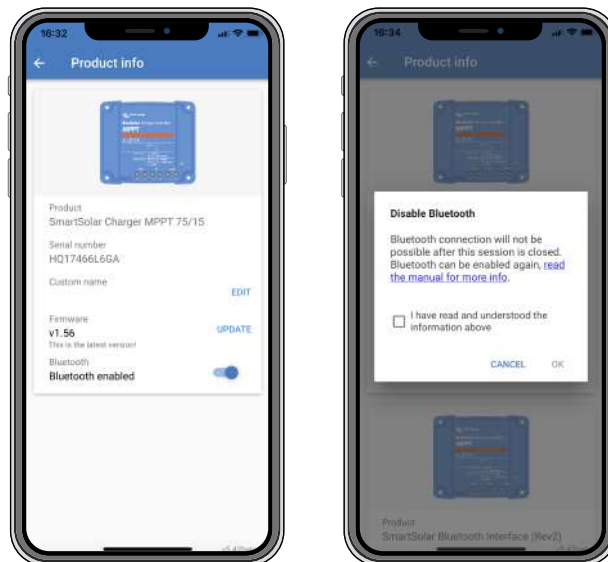 16:32
Product info
Product
SmartSolar Charger MPPT 75/15
Serial number
HQ17466L6GA
Custom name
EDIT
Firmware
v1.56
UPDATE
This is the latest version!
Bluetooth
Bluetooth enabled
16:34
Product info
Disable Bluetooth
Bluetooth connection will not be
possible after this session is closed.
Bluetooth can be enabled again, read
the manual for more info.
I have read and understood the
information above
CANCEL
OK
Product
SmartSolar Bluetooth Interface (Rev2)